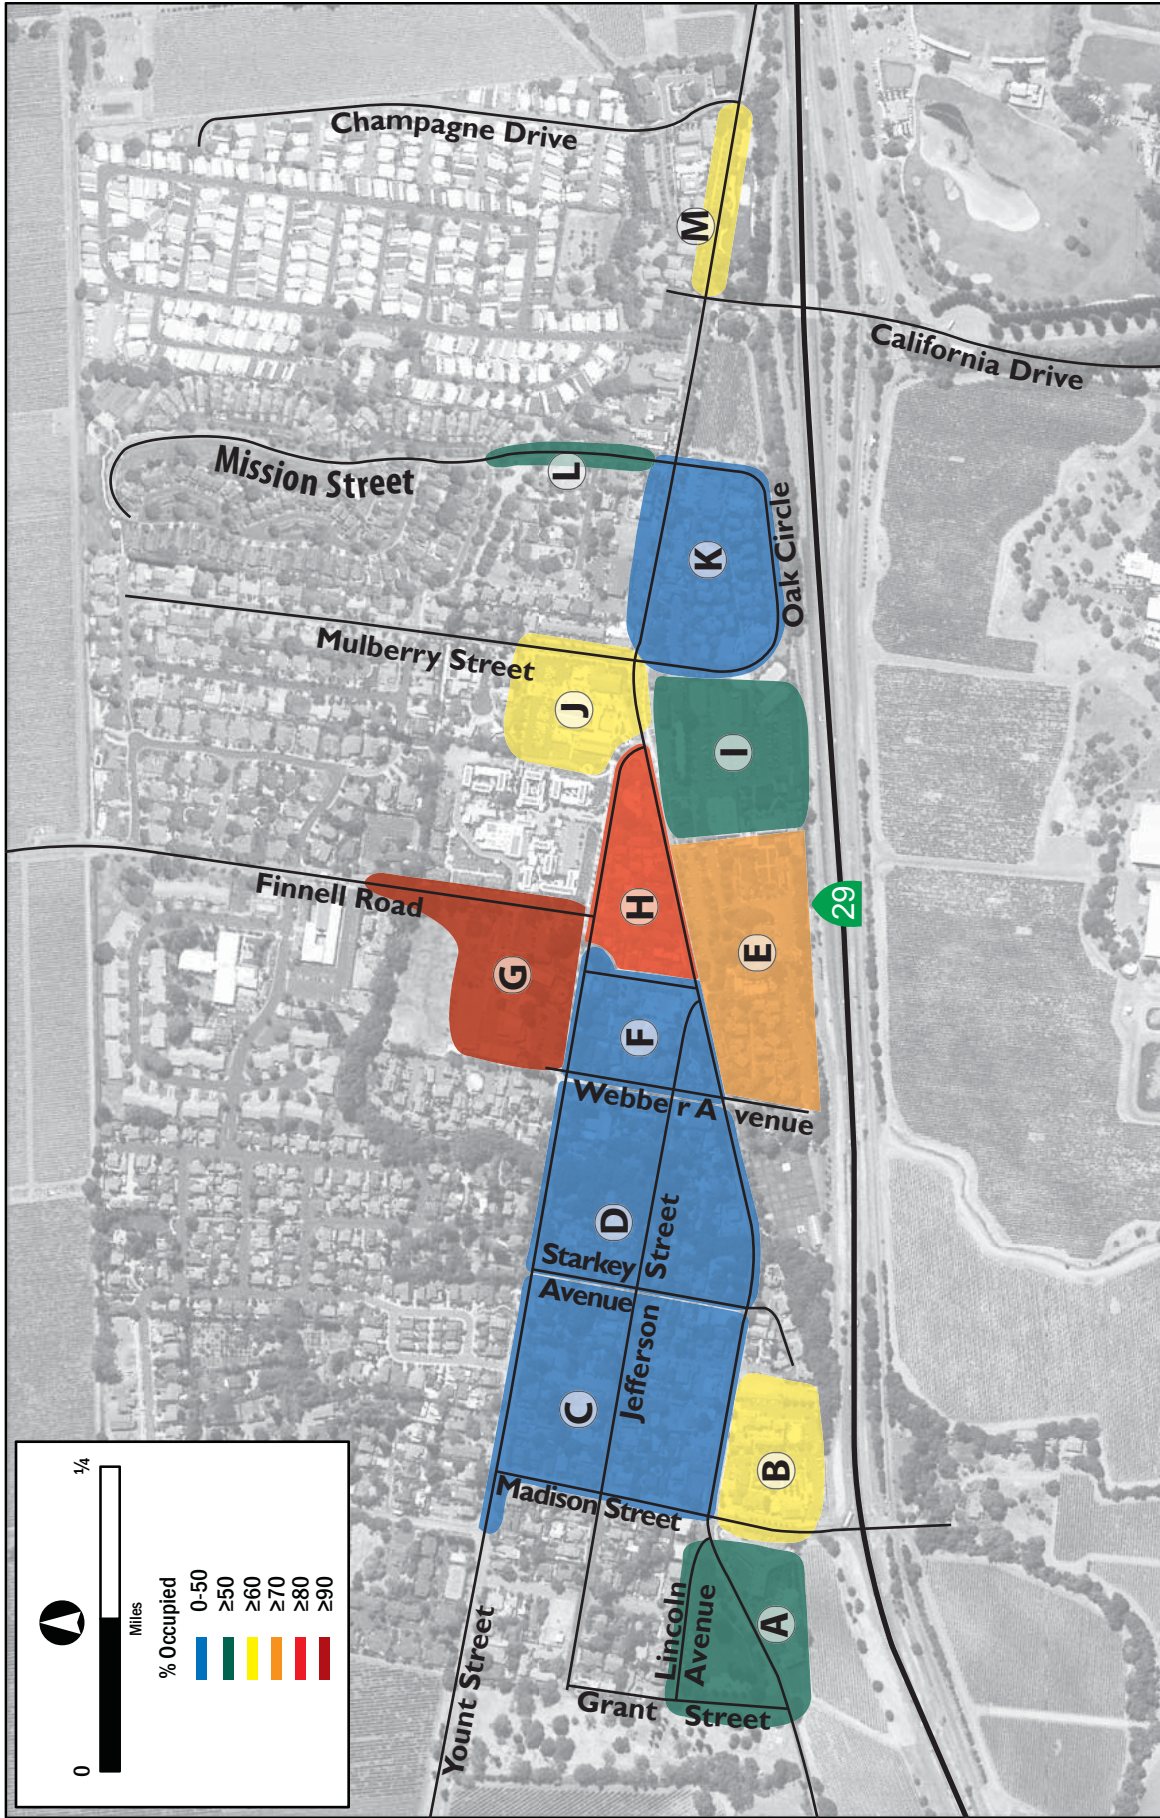 0
¼
Miles
% Occupied
0-50
≥50
≥60
≥70
≥80
≥90
Yount Street
Grant Street
Lincoln
Avenue
A
Madison Street
B
C
Jefferson Street
Starkey
Avenue
D
Webber Avenue
F
G
E
H
29
Finnell Road
I
J
Mulberry Street
K
Oak Circle
L
Mission Street
M
California Drive
Champagne Drive